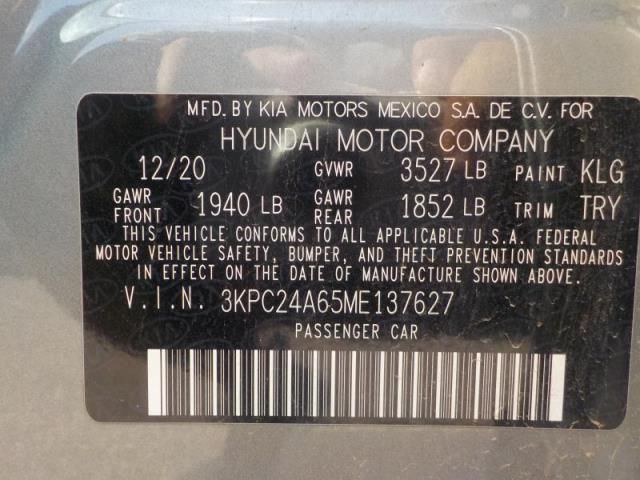 MFD. BY KIA MOTORS MEXICO S.A. DE C.V. FOR
HYUNDAI MOTOR COMPANY
12/20 GVWR 3527 LB PAINT KLG
GAWR FRONT 1940 LB GAWR REAR 1852 LB TRIM TRY
THIS VEHICLE CONFORMS TO ALL APPLICABLE U.S.A. FEDERAL
MOTOR VEHICLE SAFETY, BUMPER, AND THEFT PREVENTION STANDARDS
IN EFFECT ON THE DATE OF MANUFACTURE SHOWN ABOVE.
V.I.N. 3KPC24A65ME137627
PASSENGER CAR